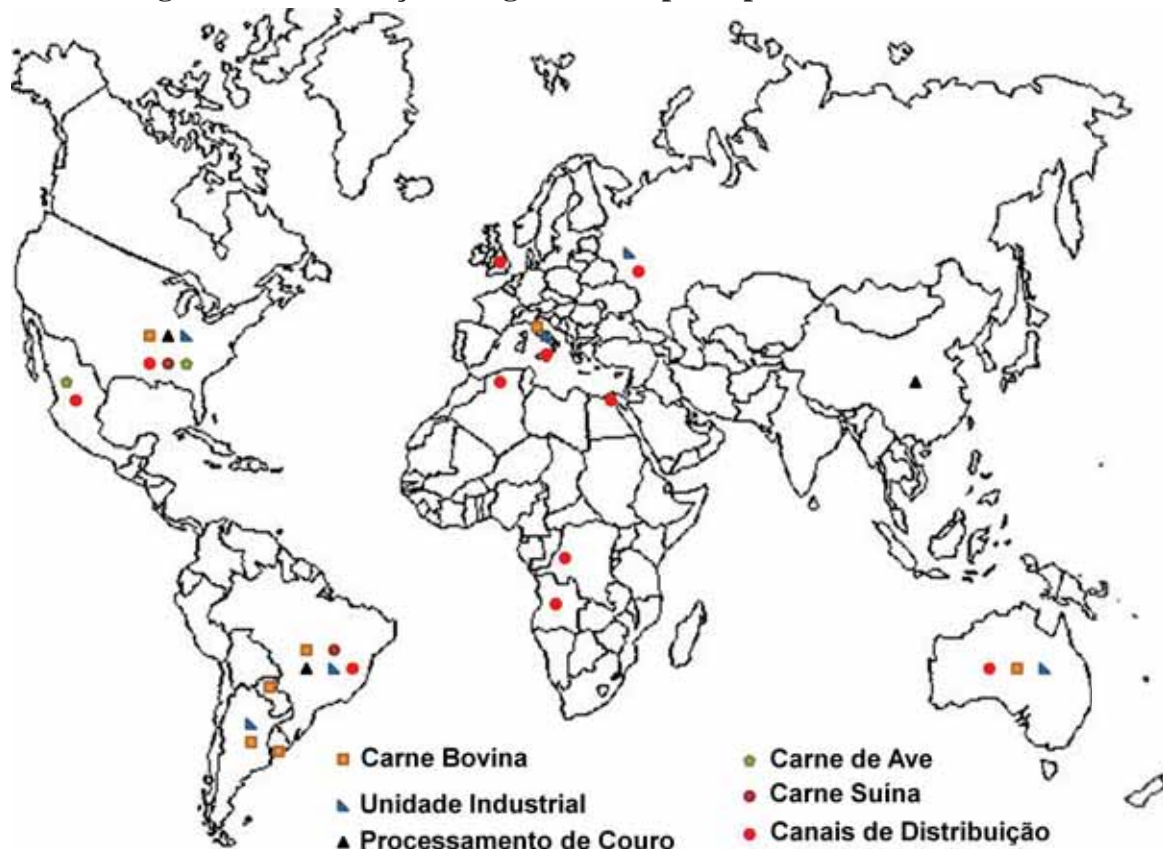 Carne Bovina
Unidade Industrial
Processamento de Couro
Carne de Ave
Carne Suína
Canais de Distribuição